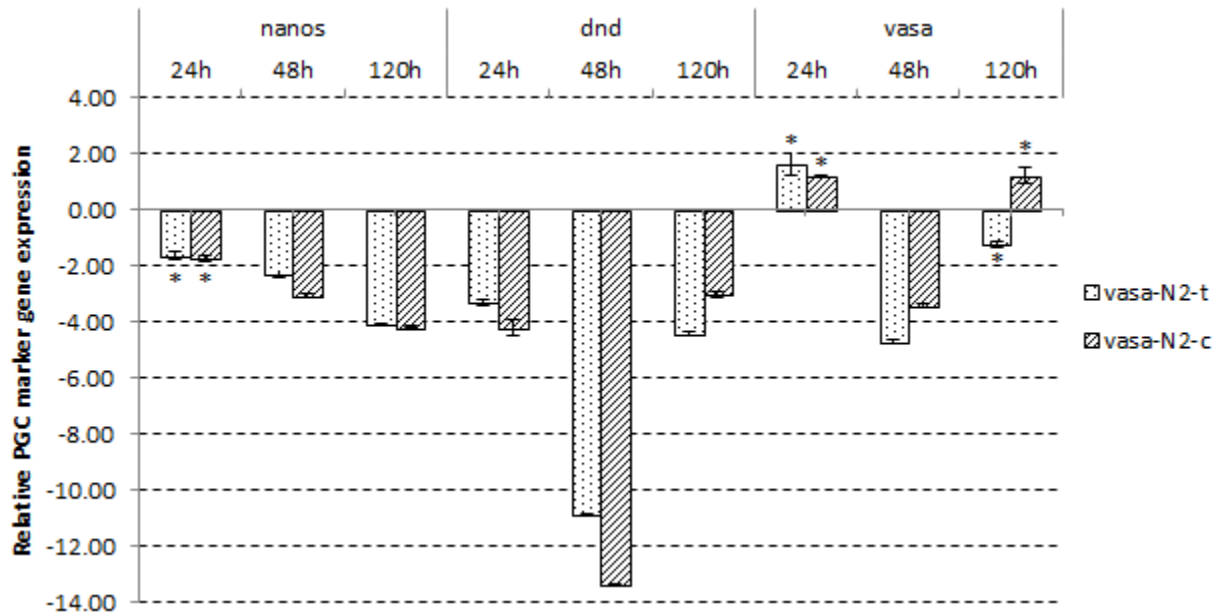 nanos dnd vasa
24h 48h 120h 24h 48h 120h 24h 48h 120h
4.00
2.00
0.00
-2.00
-4.00
-6.00
-8.00
-10.00
-12.00
-14.00
Relative PGC marker gene expression
* * * * * *
vasa-N2-t
vasa-N2-c